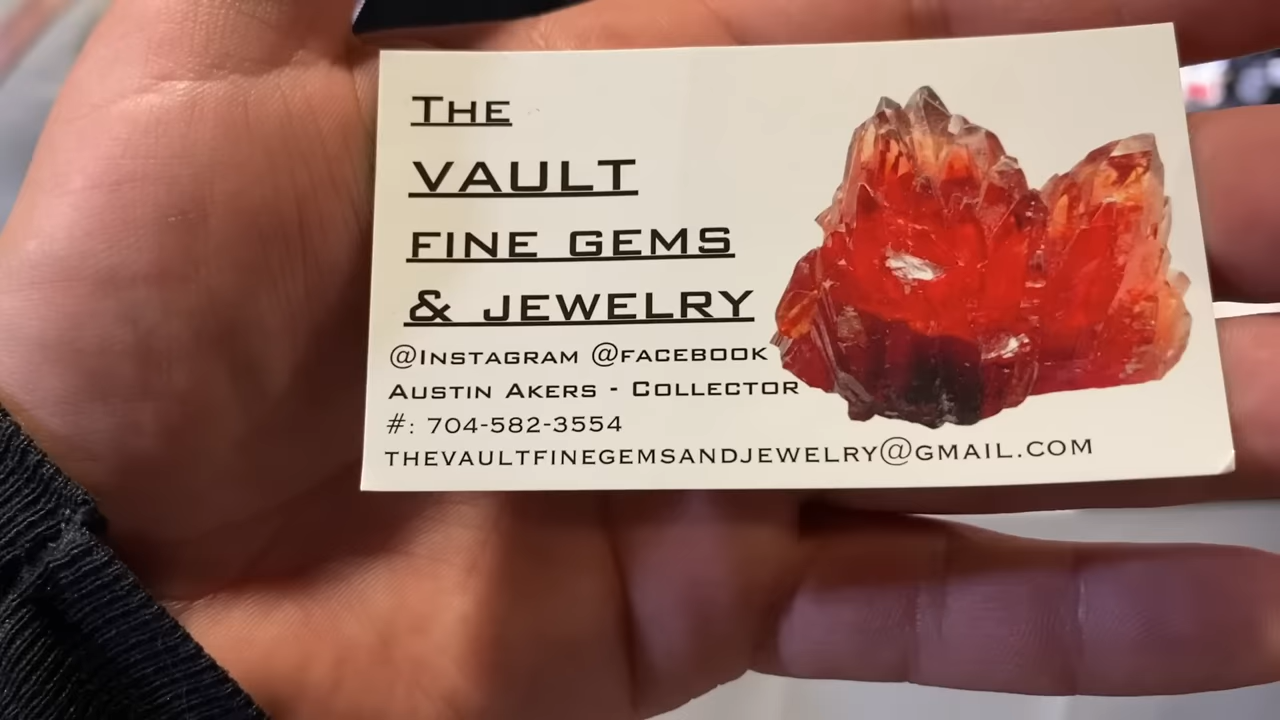 The
VAULT
FINE GEMS
& JEWELRY
@Instagram @facebook
Austin Akers - Collector
#: 704-582-3554
thevaultfinegemsandjewelry@gmail.com